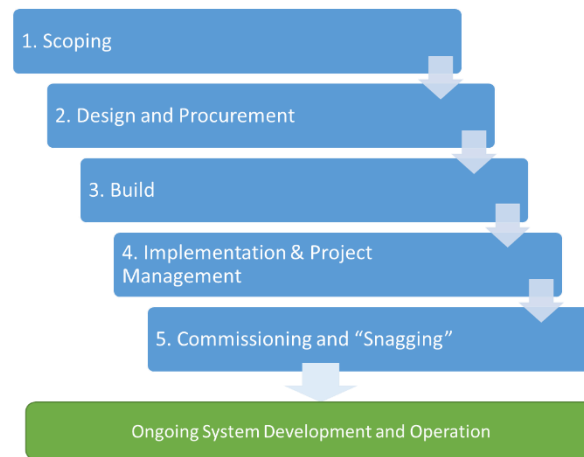 1. Scoping
2. Design and Procurement
3. Build
4. Implementation & Project
Management
5. Commissioning and “Snagging”
Ongoing System Development and Operation